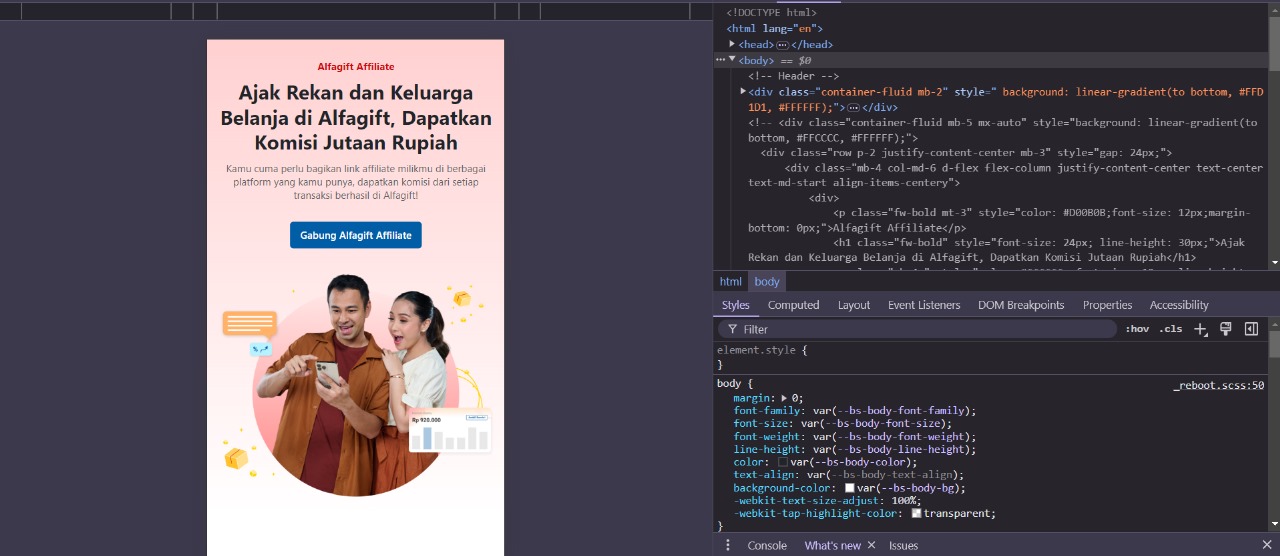 Alfagift Affiliate
Ajak Rekan dan Keluarga
Belanja di Alfagift, Dapatkan
Komisi Jutaan Rupiah
Kamu cuma perlu bagikan link affiliate milikmu di berbagai
platform yang kamu punya, dapatkan komisi dari setiap
transaksi berhasil di Alfagift!
Gabung Alfagift Affiliate
Rp 920.000
<!DOCTYPE html>
<html lang="en">
<head> ··· </head>
··· <body> == $0
<!-- Header -->
<div class="container-fluid mb-2" style=" background: linear-gradient(to bottom, #FFD
1D1, #FFFFFF);"> ··· </div>
<!-- <div class="container-fluid mb-5 mx-auto" style="background: linear-gradient(to
bottom, #FFCCCC, #FFFFFF);">
<div class="row p-2 justify-content-center mb-3" style="gap: 24px;">
<div class="mb-4 col-md-6 d-flex flex-column justify-content-center text-center
text-md-start align-items-centery">
<div>
<p class="fw-bold mt-3" style="color: #D00B0B;font-size: 12px;margin-
bottom: 0px;">Alfagift Affiliate</p>
<h1 class="fw-bold" style="font-size: 24px; line-height: 30px;">Ajak
Rekan dan Keluarga Belanja di Alfagift, Dapatkan Komisi Jutaan Rupiah</h1>
html body
Styles Computed Layout Event Listeners DOM Breakpoints Properties Accessibility
Filter :hov .cls
element.style {
}
body { _reboot.scss:50
margin: 0;
font-family: var(--bs-body-font-family);
font-size: var(--bs-body-font-size);
font-weight: var(--bs-body-font-weight);
line-height: var(--bs-body-line-height);
color: var(--bs-body-color);
text-align: var(--bs-body-text-align);
background-color: var(--bs-body-bg);
-webkit-text-size-adjust: 100%;
-webkit-tap-highlight-color: transparent;
}
Console What's new Issues